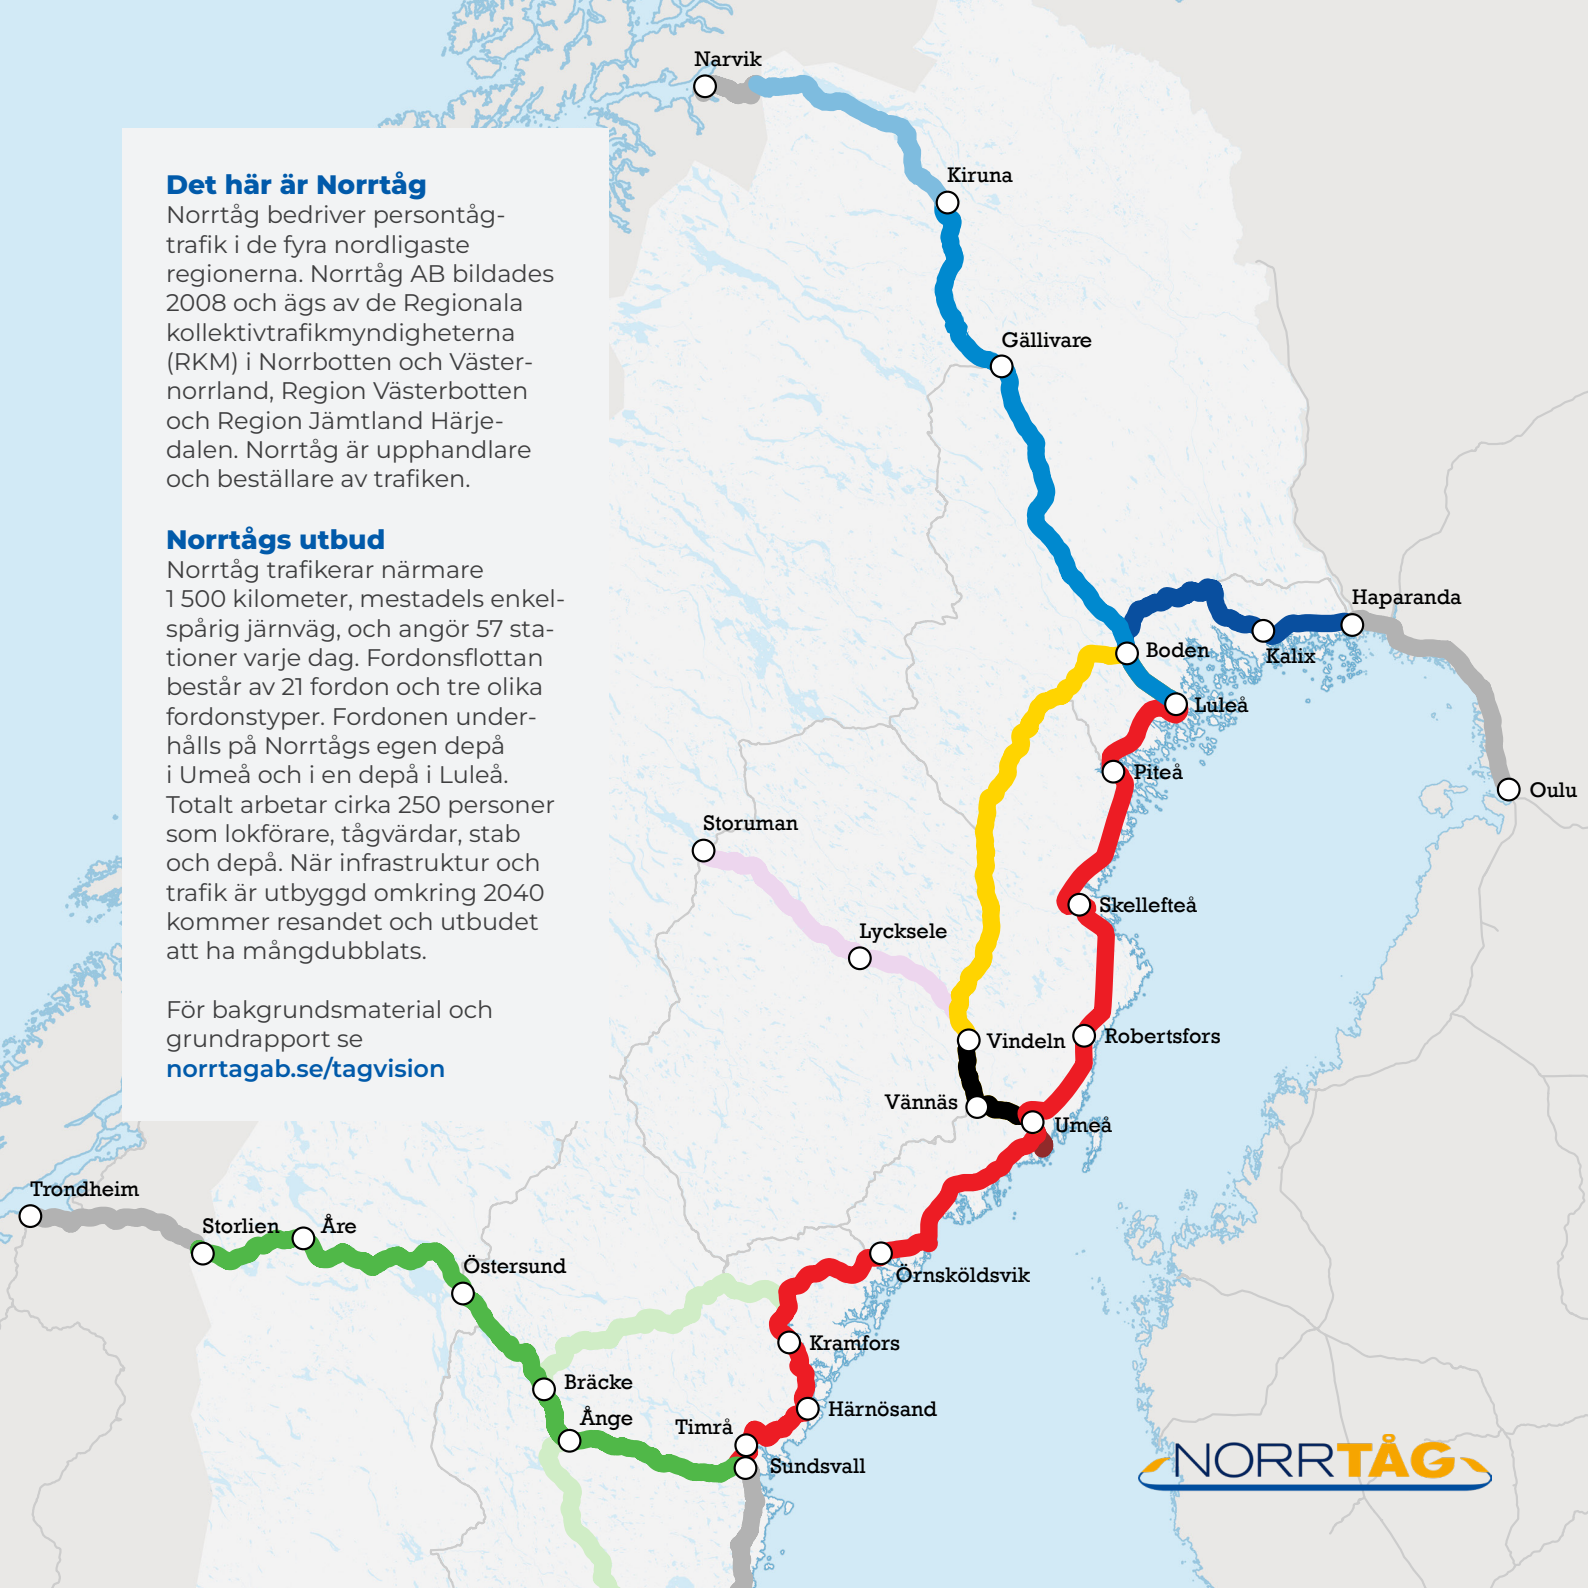 Narvik
Kiruna
Det här är Norrtåg
Norrtåg bedriver persontåg-
trafik i de fyra nordligaste
regionerna. Norrtåg AB bildades
2008 och ägs av de Regionala
kollektivtrafikmyndigheterna
(RKM) i Norrbotten och Väster-
norrland, Region Västerbotten
och Region Jämtland Härje-
dalen. Norrtåg är upphandlare
och beställare av trafiken.
Norrtågs utbud
Norrtåg trafikerar närmare
1 500 kilometer, mestadels enkel-
spårig järnväg, och angör 57 sta-
tioner varje dag. Fordonsflottan
består av 21 fordon och tre olika
fordonstyper. Fordonen under-
hålls på Norrtågs egen depå
i Umeå och i en depå i Luleå.
Totalt arbetar cirka 250 personer
som lokförare, tågvärdar, stab
och depå. När infrastruktur och
trafik är utbyggd omkring 2040
kommer resandet och utbudet
att ha mångdubblats.
För bakgrundsmaterial och
grundrapport se
norrtagab.se/tagvision
Gällivare
Haparanda
Boden
Kalix
Luleå
Piteå
Oulu
Storuman
Skellefteå
Lycksele
Vindeln
Robertsfors
Vännäs
Umeå
Trondheim
Storlien
Åre
Östersund
Örnsköldsvik
Kramfors
Bräcke
Härnösand
Ånge
Timrå
Sundsvall
NORRTÅG